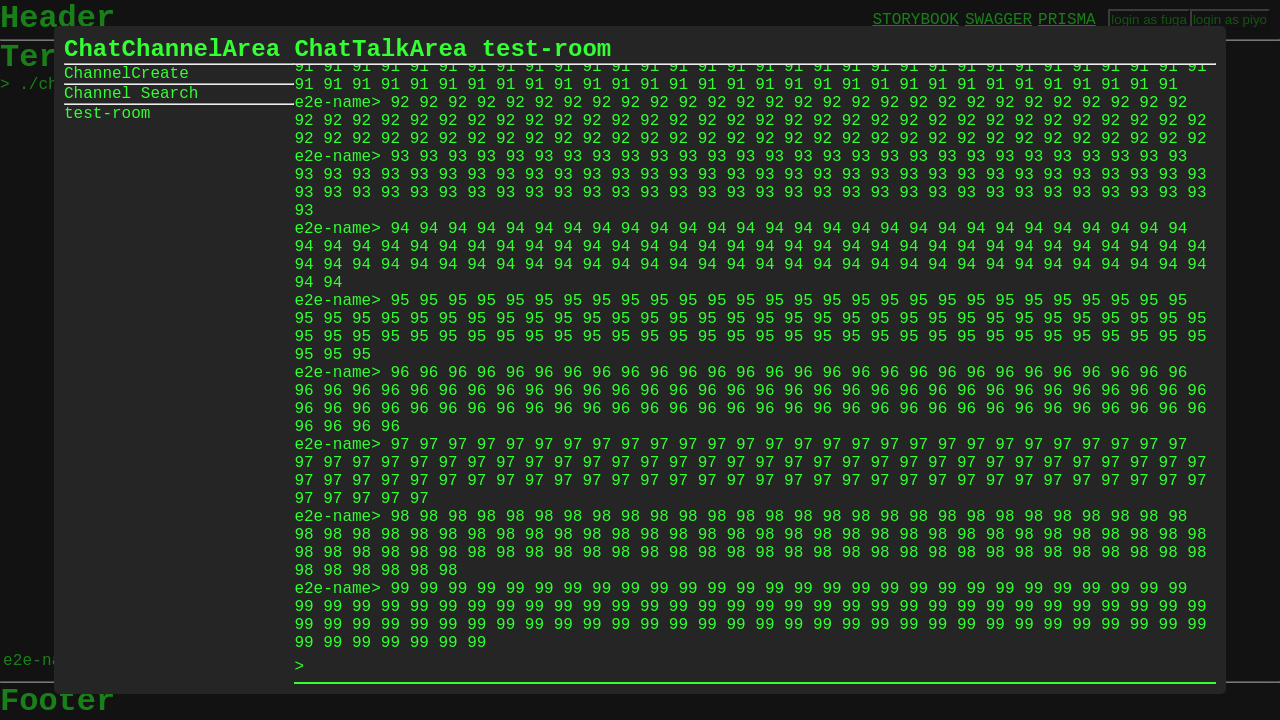 Header
STORYBOOK SWAGGER PRISMA login as fuga login as piyo
Ter
> ./ch
ChatChannelArea
ChannelCreate
Channel Search
test-room
ChatTalkArea test-room
91 91 91 91 91 91 91 91 91 91 91 91 91 91 91 91 91 91 91 91 91 91 91 91 91 91 91 91 91 91 91 91
91 91 91 91 91 91 91 91 91 91 91 91 91 91 91 91 91 91 91 91 91 91 91 91 91 91 91 91 91 91 91
e2e-name> 92 92 92 92 92 92 92 92 92 92 92 92 92 92 92 92 92 92 92 92 92 92 92 92 92 92 92 92
92 92 92 92 92 92 92 92 92 92 92 92 92 92 92 92 92 92 92 92 92 92 92 92 92 92 92 92 92 92 92 92
92 92 92 92 92 92 92 92 92 92 92 92 92 92 92 92 92 92 92 92 92 92 92 92 92 92 92 92 92 92 92 92
e2e-name> 93 93 93 93 93 93 93 93 93 93 93 93 93 93 93 93 93 93 93 93 93 93 93 93 93 93 93 93
93 93 93 93 93 93 93 93 93 93 93 93 93 93 93 93 93 93 93 93 93 93 93 93 93 93 93 93 93 93 93 93
93 93 93 93 93 93 93 93 93 93 93 93 93 93 93 93 93 93 93 93 93 93 93 93 93 93 93 93 93 93 93 93
93
e2e-name> 94 94 94 94 94 94 94 94 94 94 94 94 94 94 94 94 94 94 94 94 94 94 94 94 94 94 94 94
94 94 94 94 94 94 94 94 94 94 94 94 94 94 94 94 94 94 94 94 94 94 94 94 94 94 94 94 94 94 94 94
94 94 94 94 94 94 94 94 94 94 94 94 94 94 94 94 94 94 94 94 94 94 94 94 94 94 94 94 94 94 94 94
94 94
e2e-name> 95 95 95 95 95 95 95 95 95 95 95 95 95 95 95 95 95 95 95 95 95 95 95 95 95 95 95 95
95 95 95 95 95 95 95 95 95 95 95 95 95 95 95 95 95 95 95 95 95 95 95 95 95 95 95 95 95 95 95 95
95 95 95 95 95 95 95 95 95 95 95 95 95 95 95 95 95 95 95 95 95 95 95 95 95 95 95 95 95 95 95 95
95 95 95
e2e-name> 96 96 96 96 96 96 96 96 96 96 96 96 96 96 96 96 96 96 96 96 96 96 96 96 96 96 96 96
96 96 96 96 96 96 96 96 96 96 96 96 96 96 96 96 96 96 96 96 96 96 96 96 96 96 96 96 96 96 96 96
96 96 96 96 96 96 96 96 96 96 96 96 96 96 96 96 96 96 96 96 96 96 96 96 96 96 96 96 96 96 96 96
96 96 96 96
e2e-name> 97 97 97 97 97 97 97 97 97 97 97 97 97 97 97 97 97 97 97 97 97 97 97 97 97 97 97 97
97 97 97 97 97 97 97 97 97 97 97 97 97 97 97 97 97 97 97 97 97 97 97 97 97 97 97 97 97 97 97 97
97 97 97 97 97 97 97 97 97 97 97 97 97 97 97 97 97 97 97 97 97 97 97 97 97 97 97 97 97 97 97 97
97 97 97 97 97
e2e-name> 98 98 98 98 98 98 98 98 98 98 98 98 98 98 98 98 98 98 98 98 98 98 98 98 98 98 98 98
98 98 98 98 98 98 98 98 98 98 98 98 98 98 98 98 98 98 98 98 98 98 98 98 98 98 98 98 98 98 98 98
98 98 98 98 98 98 98 98 98 98 98 98 98 98 98 98 98 98 98 98 98 98 98 98 98 98 98 98 98 98 98 98
98 98 98 98 98 98
e2e-name> 99 99 99 99 99 99 99 99 99 99 99 99 99 99 99 99 99 99 99 99 99 99 99 99 99 99 99 99
99 99 99 99 99 99 99 99 99 99 99 99 99 99 99 99 99 99 99 99 99 99 99 99 99 99 99 99 99 99 99 99
99 99 99 99 99 99 99 99 99 99 99 99 99 99 99 99 99 99 99 99 99 99 99 99 99 99 99 99 99 99 99 99
99 99 99 99 99 99 99
>
e2e-na
Footer